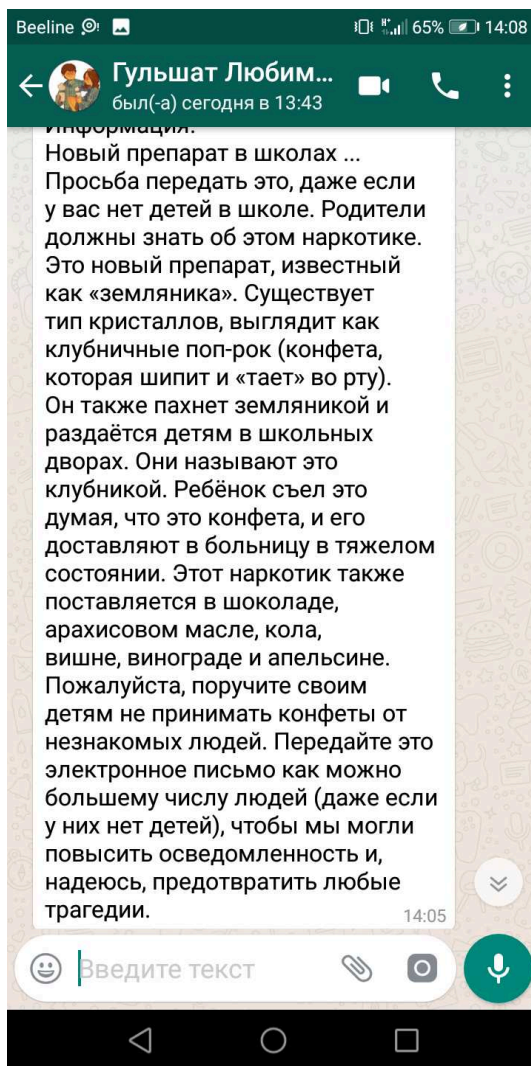 Beeline 65% 14:08
Гульшат Любим...
был(-а) сегодня в 13:43
Информация:
Новый препарат в школах ...
Просьба передать это, даже если
у вас нет детей в школе. Родители
должны знать об этом наркотике.
Это новый препарат, известный
как «земляника». Существует
тип кристаллов, выглядит как
клубничные поп-рок (конфета,
которая шипит и «тает» во рту).
Он также пахнет земляникой и
раздаётся детям в школьных
дворах. Они называют это
клубникой. Ребёнок съел это
думая, что это конфета, и его
доставляют в больницу в тяжелом
состоянии. Этот наркотик также
поставляется в шоколаде,
арахисовом масле, кола,
вишне, винограде и апельсине.
Пожалуйста, поручите своим
детям не принимать конфеты от
незнакомых людей. Передайте это
электронное письмо как можно
большему числу людей (даже если
у них нет детей), чтобы мы могли
повысить осведомленность и,
надеюсь, предотвратить любые
трагедии.
14:05
Введите текст